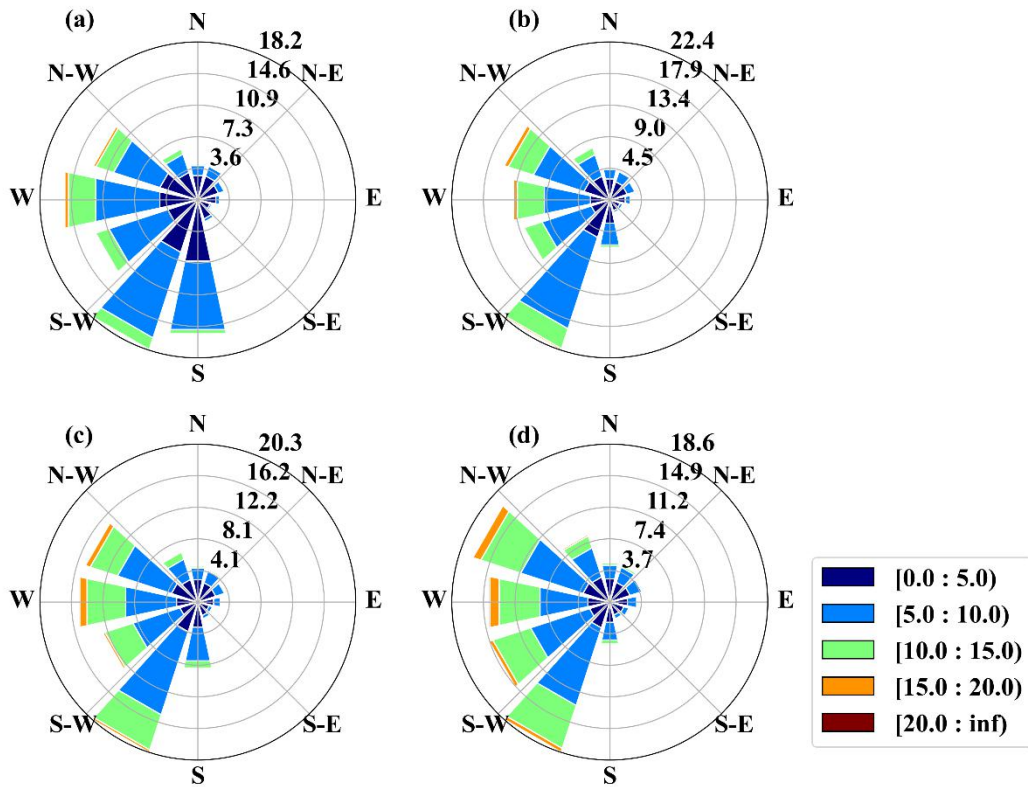 (a)
N
18.2
14.6
10.9
7.3
3.6
N-W
N-E
W
E
S-W
S-E
S
(b)
N
22.4
17.9
13.4
9.0
4.5
N-W
N-E
W
E
S-W
S-E
S
(c)
N
20.3
16.2
12.2
8.1
4.1
N-W
N-E
W
E
S-W
S-E
S
(d)
N
18.6
14.9
11.2
7.4
3.7
N-W
N-E
W
E
S-W
S-E
S
[0.0 : 5.0)
[5.0 : 10.0)
[10.0 : 15.0)
[15.0 : 20.0)
[20.0 : inf)